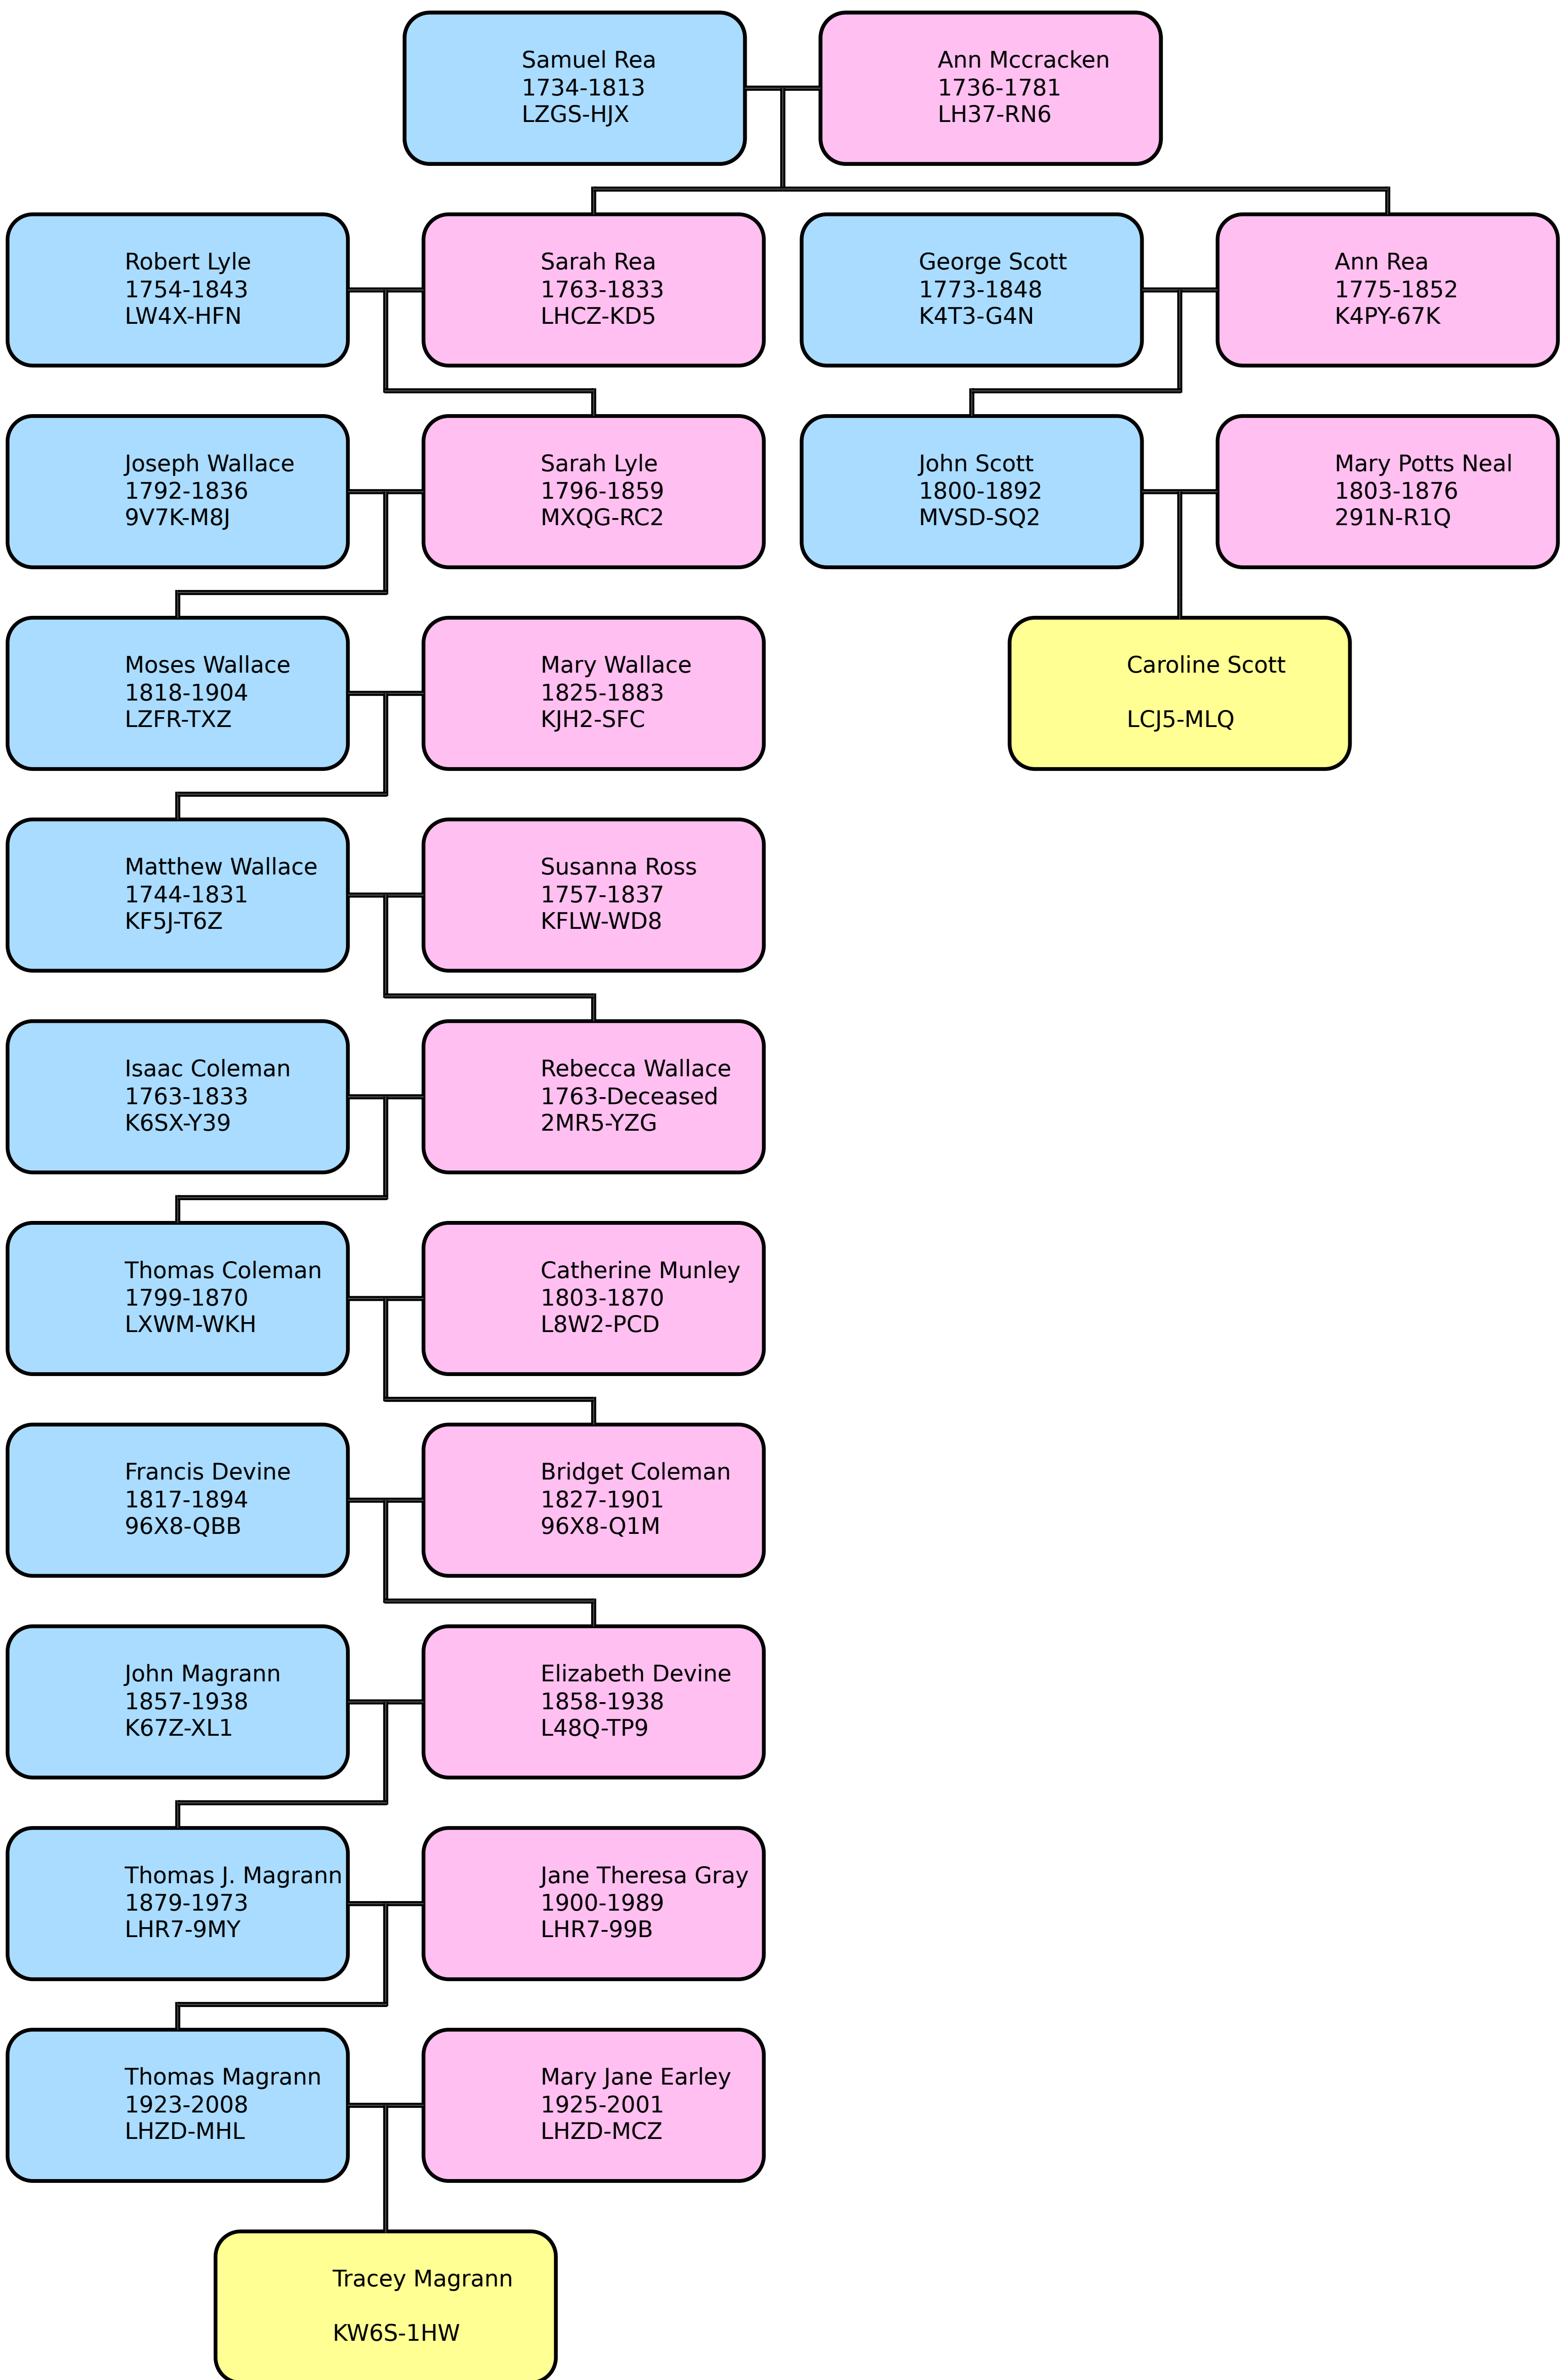 Samuel Rea
1734-1813
LZGS-HJX
Ann Mccracken
1736-1781
LH37-RN6
Robert Lyle
1754-1843
LW4X-HFN
Sarah Rea
1763-1833
LHCZ-KD5
George Scott
1773-1848
K4T3-G4N
Ann Rea
1775-1852
K4PY-67K
Joseph Wallace
1792-1836
9V7K-M8J
Sarah Lyle
1796-1859
MXQG-RC2
John Scott
1800-1892
MVSD-SQ2
Mary Potts Neal
1803-1876
291N-R1Q
Moses Wallace
1818-1904
LZFR-TXZ
Mary Wallace
1825-1883
KJH2-SFC
Caroline Scott
LCJ5-MLQ
Matthew Wallace
1744-1831
KF5J-T6Z
Susanna Ross
1757-1837
KFLW-WD8
Isaac Coleman
1763-1833
K6SX-Y39
Rebecca Wallace
1763-Deceased
2MR5-YZG
Thomas Coleman
1799-1870
LXWM-WKH
Catherine Munley
1803-1870
L8W2-PCD
Francis Devine
1817-1894
96X8-QBB
Bridget Coleman
1827-1901
96X8-Q1M
John Magrann
1857-1938
K67Z-XL1
Elizabeth Devine
1858-1938
L48Q-TP9
Thomas J. Magrann
1879-1973
LHR7-9MY
Jane Theresa Gray
1900-1989
LHR7-99B
Thomas Magrann
1923-2008
LHZD-MHL
Mary Jane Earley
1925-2001
LHZD-MCZ
Tracey Magrann
KW6S-1HW